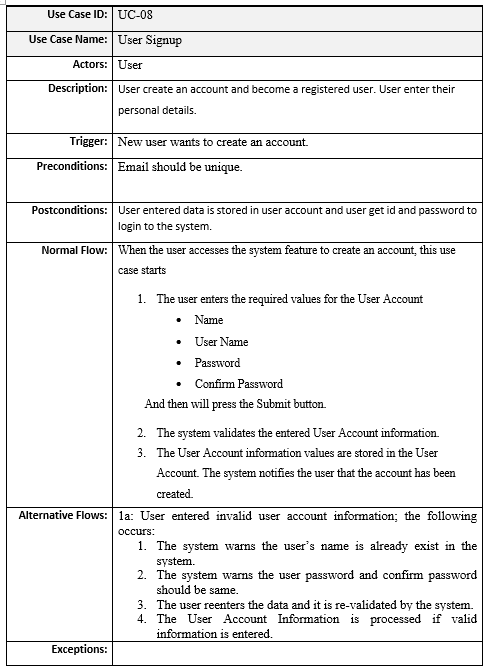 Use Case ID: UC-08
Use Case Name: User Signup
Actors: User
Description: User create an account and become a registered user. User enter their
personal details.
Trigger: New user wants to create an account.
Preconditions: Email should be unique.
Postconditions: User entered data is stored in user account and user get id and password to
login to the system.
Normal Flow: When the user accesses the system feature to create an account, this use
case starts
1. The user enters the required values for the User Account
• Name
• User Name
• Password
• Confirm Password
And then will press the Submit button.
2. The system validates the entered User Account information.
3. The User Account information values are stored in the User
Account. The system notifies the user that the account has been
created.
Alternative Flows: 1a: User entered invalid user account information; the following
occurs:
1. The system warns the user’s name is already exist in the
system.
2. The system warns the user password and confirm password
should be same.
3. The user reenters the data and it is re-validated by the system.
4. The User Account Information is processed if valid
information is entered.
Exceptions: